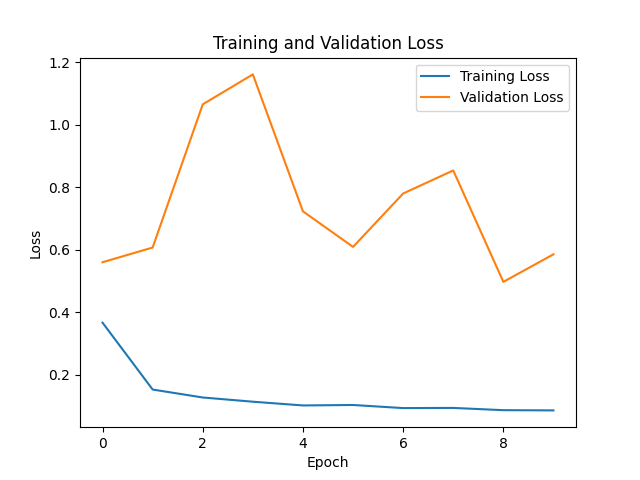 Training and Validation Loss
Training Loss
Validation Loss
1.2
1.0
0.8
0.6
0.4
0.2
Loss
0 2 4 6 8
Epoch